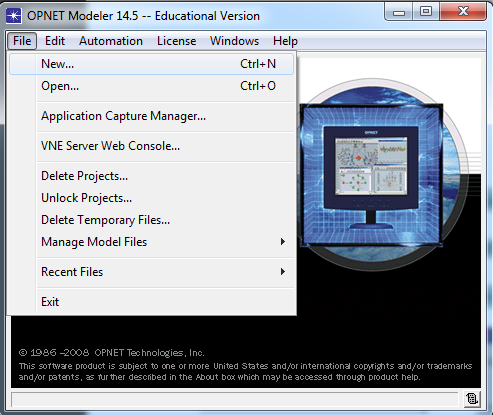 OPNET Modeler 14.5 -- Educational Version
File Edit Automation License Windows Help
New... Ctrl+N
Open... Ctrl+O
Application Capture Manager...
VNE Server Web Console...
Delete Projects...
Unlock Projects...
Delete Temporary Files...
Manage Model Files
Recent Files
Exit
OPNET
© 1986 -2008 OPNET Technologies, Inc.
This software product is subject to one or more United States and/or international copyrights and/or trademarks
and/or patents, as further described in the About box which may be accessed through product help.